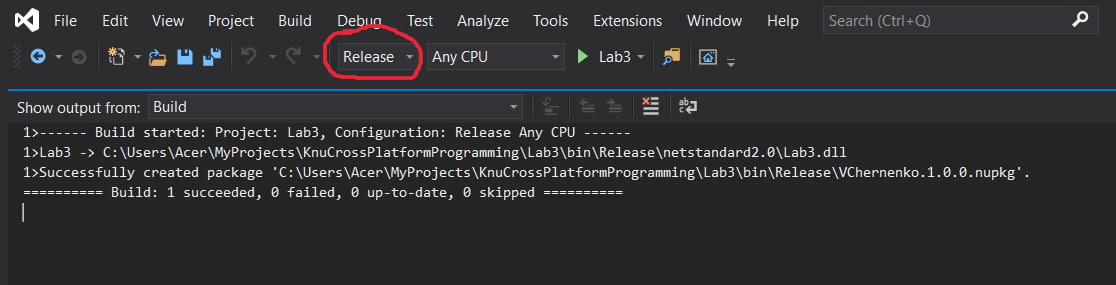 File Edit View Project Build Debug Test Analyze Tools Extensions Window Help Search (Ctrl+Q)
Release Any CPU Lab3
Show output from: Build
1>------ Build started: Project: Lab3, Configuration: Release Any CPU ------
1>Lab3 -> C:\Users\Acer\MyProjects\KnuCrossPlatformProgramming\Lab3\bin\Release\netstandard2.0\Lab3.dll
1>Successfully created package 'C:\Users\Acer\MyProjects\KnuCrossPlatformProgramming\Lab3\bin\Release\VChernenko.1.0.0.nupkg'.
========== Build: 1 succeeded, 0 failed, 0 up-to-date, 0 skipped ==========